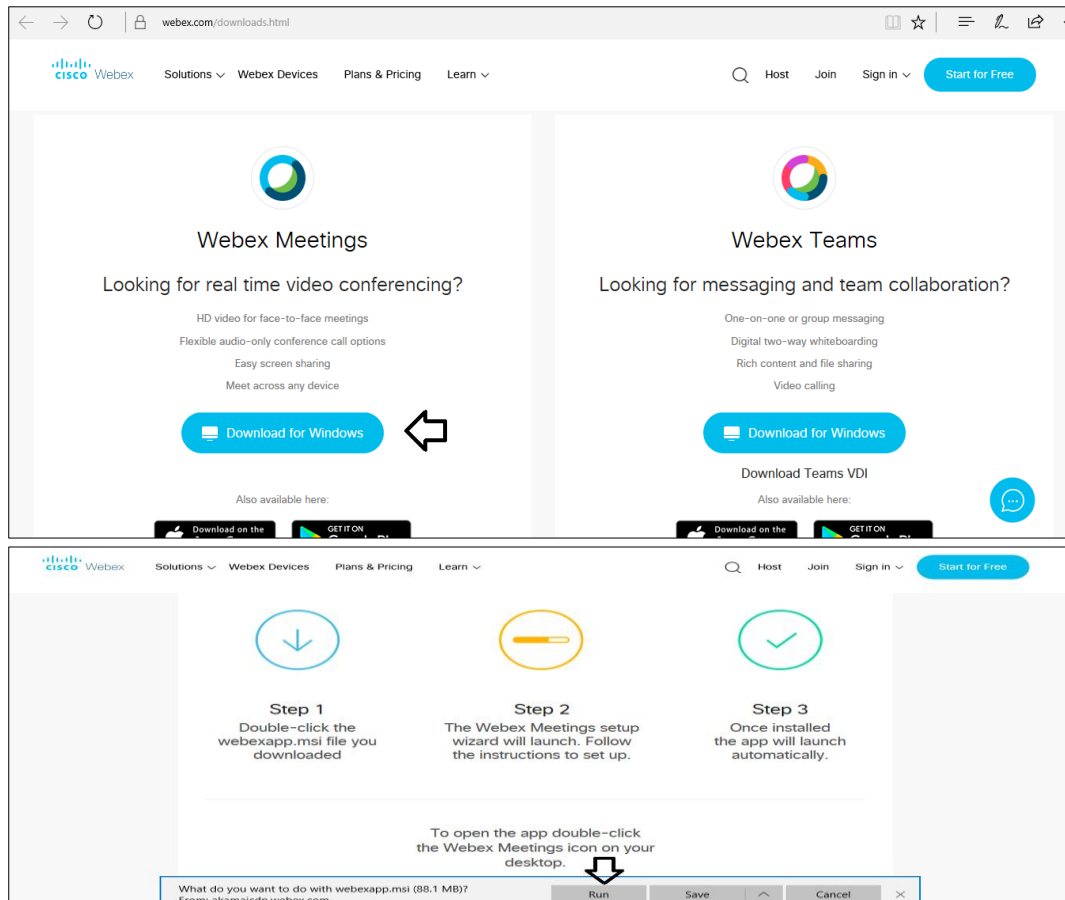 webex.com/downloads.html
CISCO Webex Solutions Webex Devices Plans & Pricing Learn Host Join Sign in Start for Free
Webex Meetings
Looking for real time video conferencing?
HD video for face-to-face meetings
Flexible audio-only conference call options
Easy screen sharing
Meet across any device
Download for Windows
Also available here:
Download on the
GET IT ON
Webex Teams
Looking for messaging and team collaboration?
One-on-one or group messaging
Digital two-way whiteboarding
Rich content and file sharing
Video calling
Download for Windows
Download Teams VDI
Also available here:
Download on the
GET IT ON
CISCO Webex Solutions Webex Devices Plans & Pricing Learn Host Join Sign in Start for Free
Step 1
Double-click the
webexapp.msi file you
downloaded
Step 2
The Webex Meetings setup
wizard will launch. Follow
the instructions to set up.
Step 3
Once installed
the app will launch
automatically.
To open the app double-click
the Webex Meetings icon on your
desktop.
What do you want to do with webexapp.msi (88.1 MB)?
From: akamaicdn.webex.com
Run Save Cancel